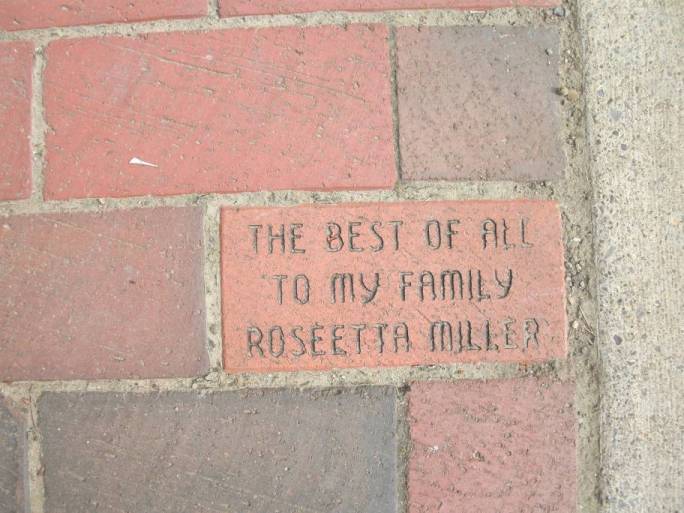 THE BEST OF ALL
TO MY FAMILY
ROSEETTA MILLER